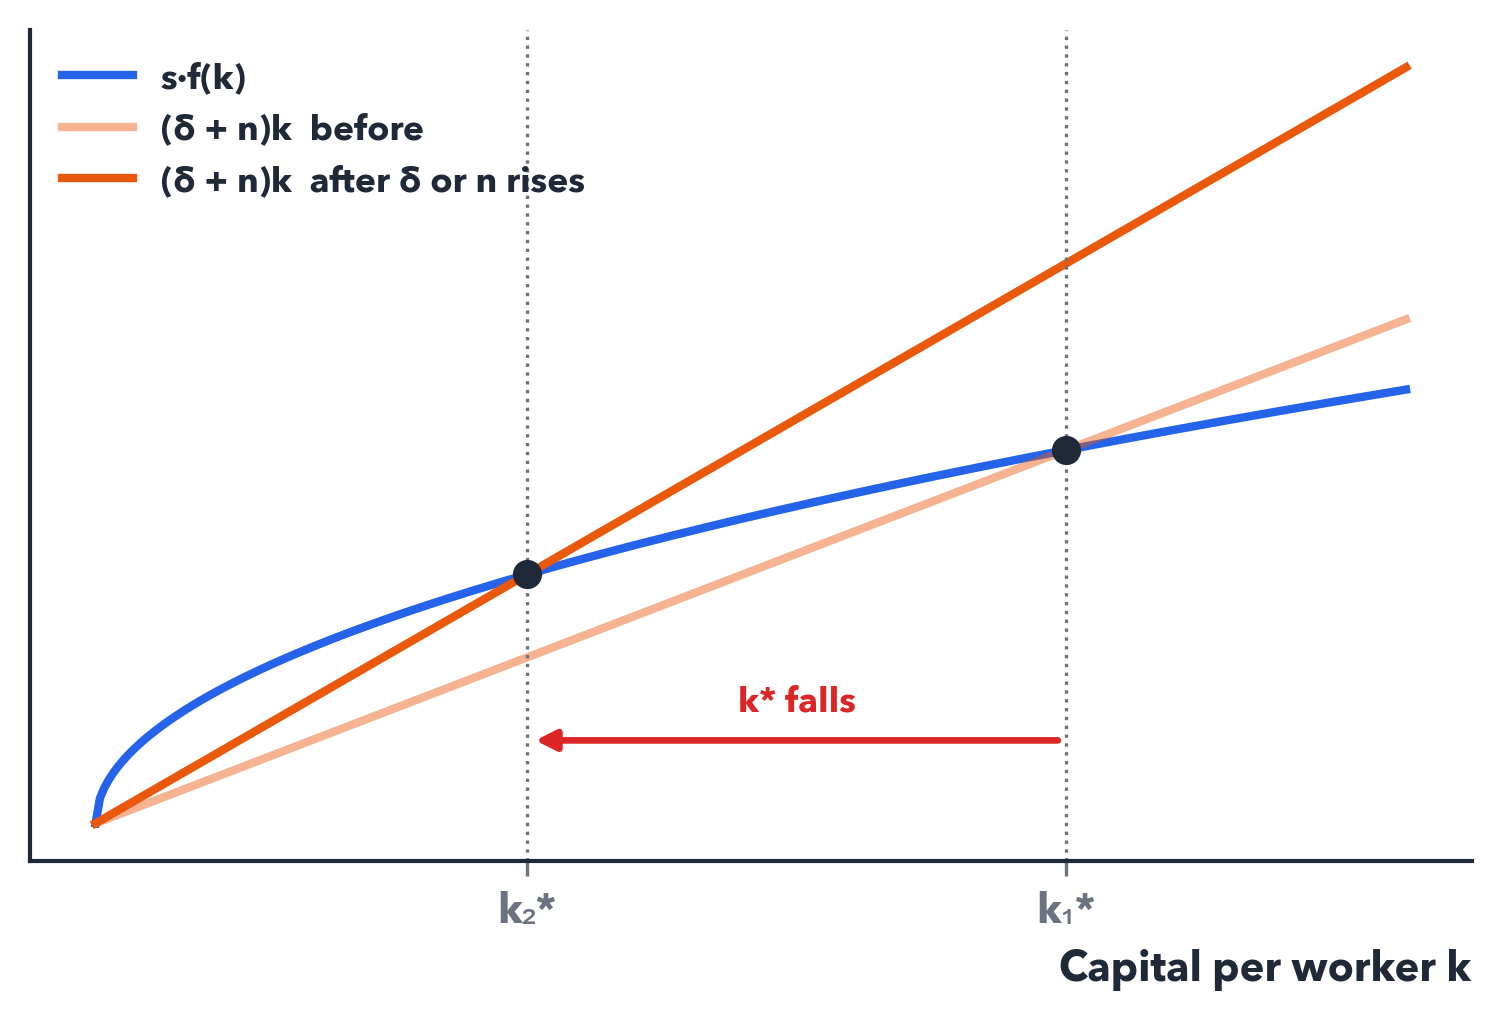 s·f(k)
(δ + n)k before
(δ + n)k after δ or n rises
k* falls
k₂*
k₁*
Capital per worker k